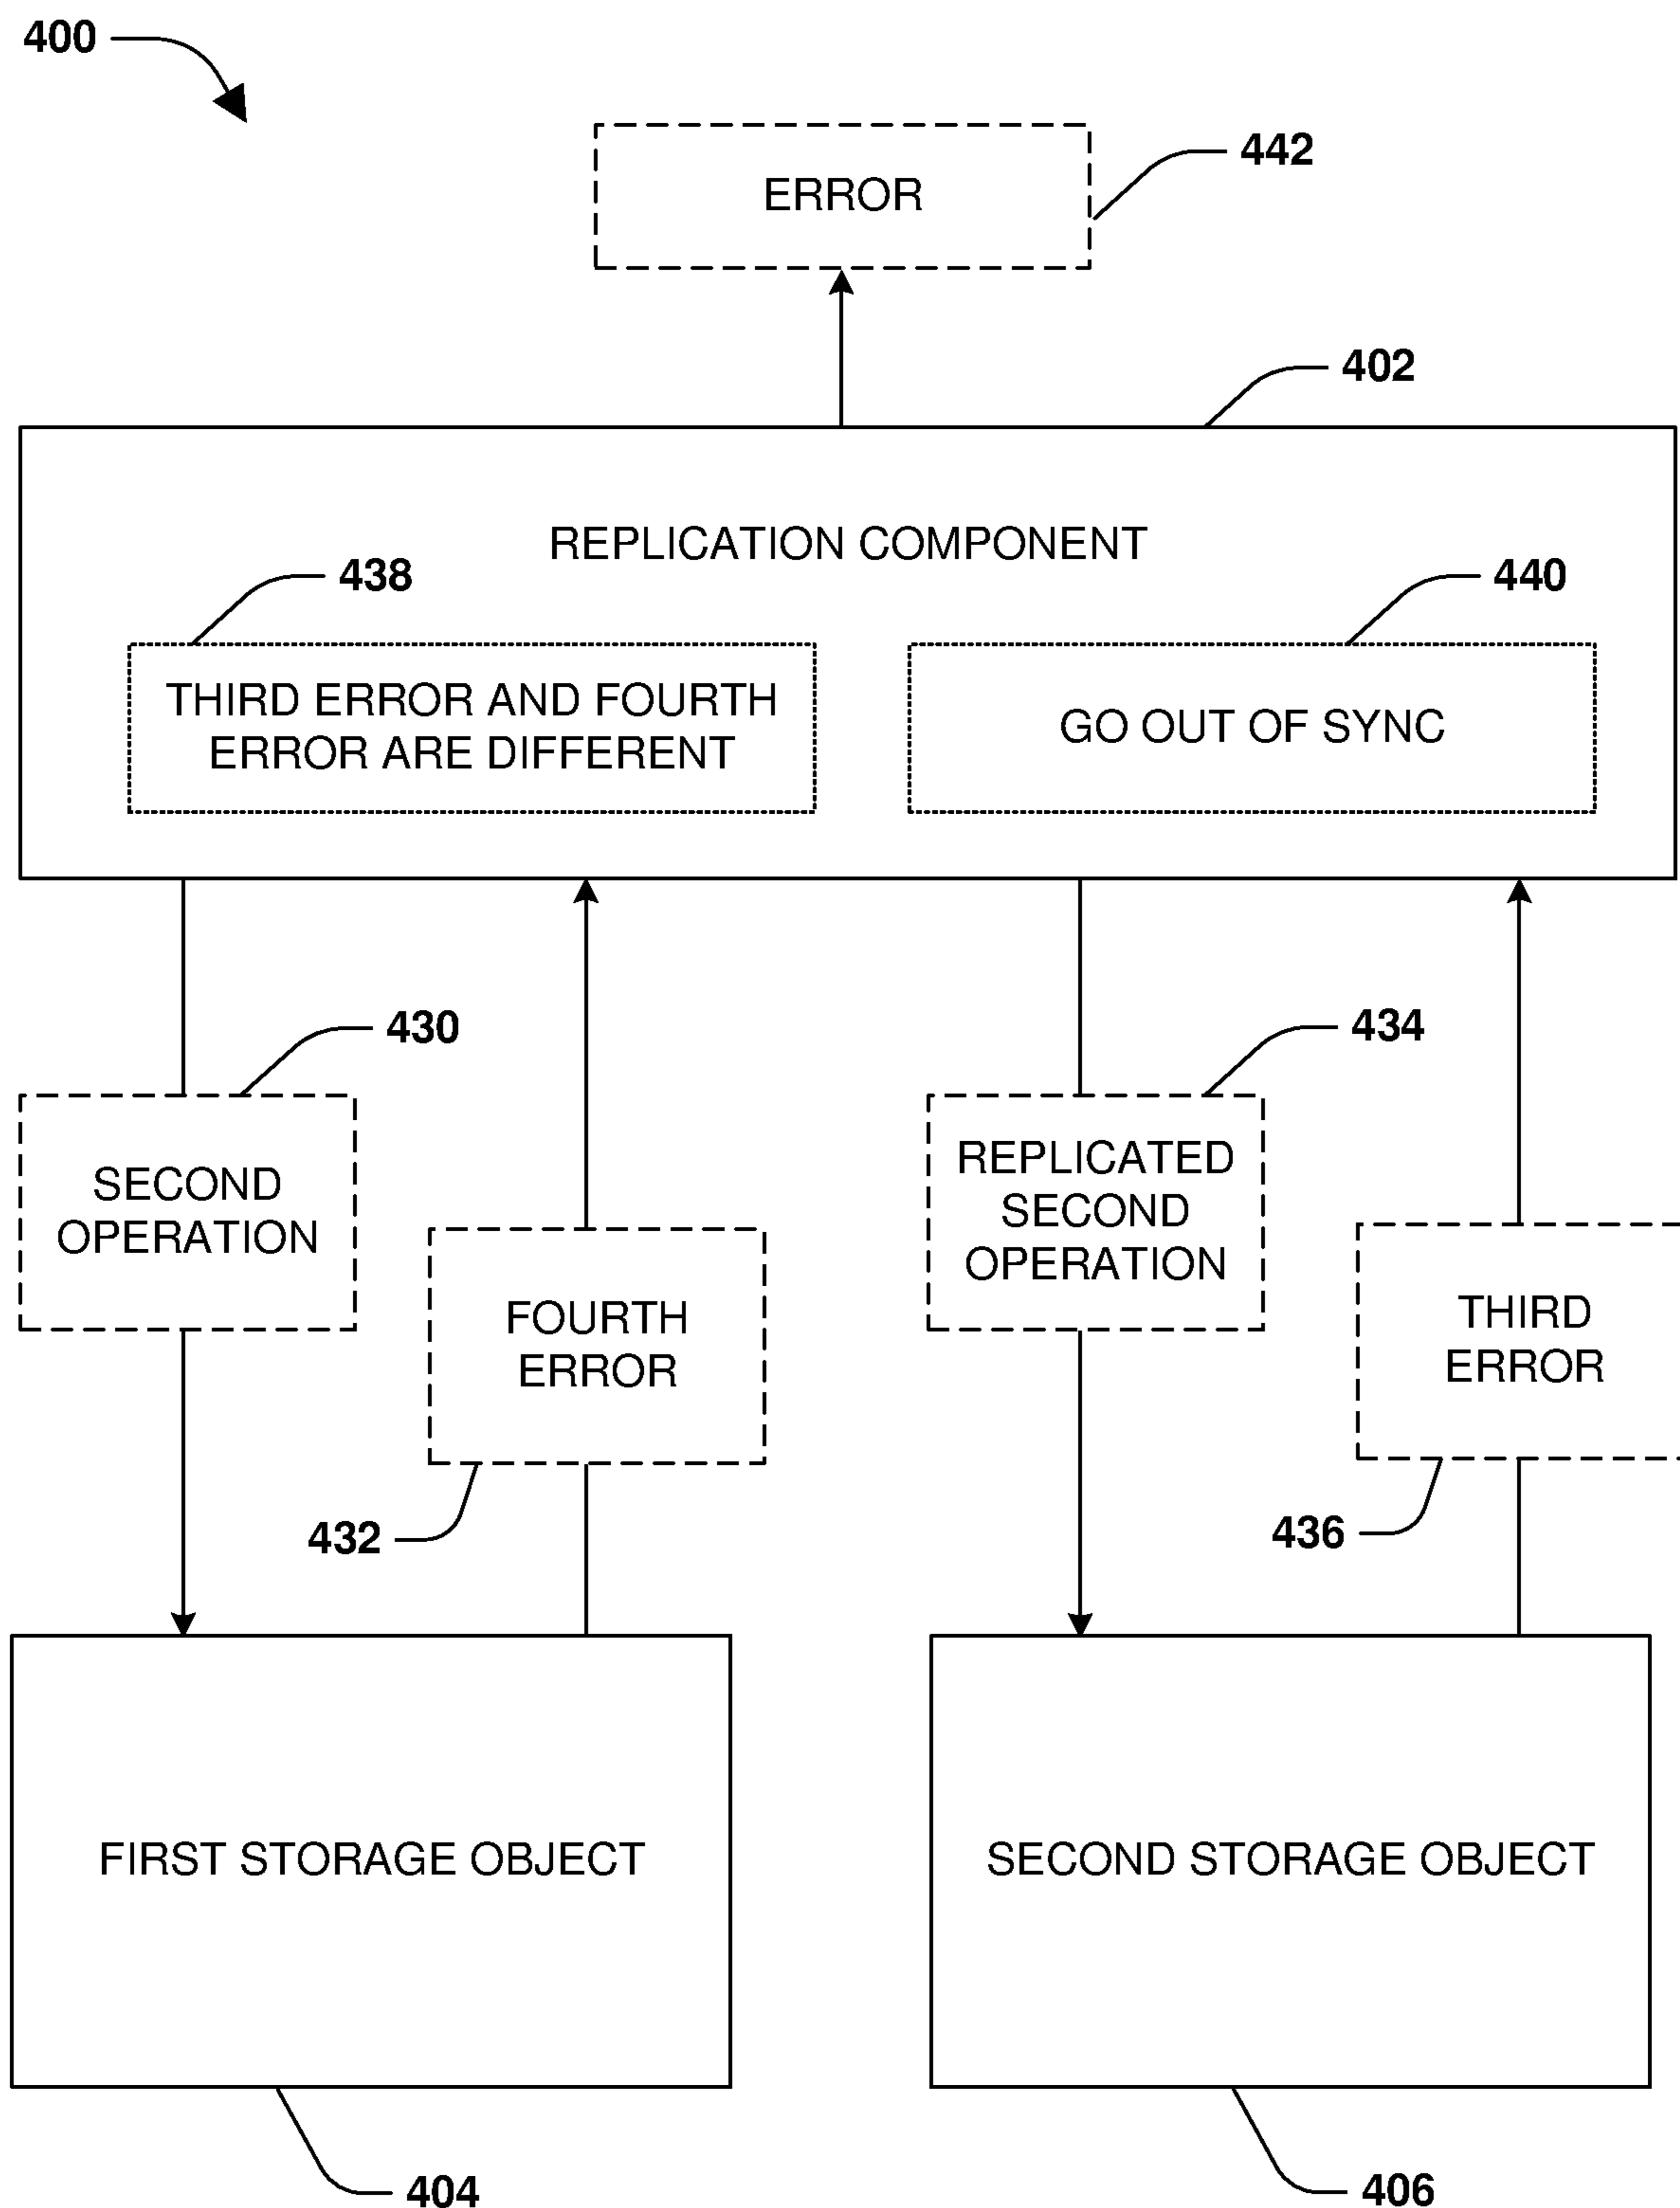 400
442
ERROR
402
REPLICATION COMPONENT
438
440
THIRD ERROR AND FOURTH
ERROR ARE DIFFERENT
GO OUT OF SYNC
430
434
SECOND
OPERATION
REPLICATED
SECOND
OPERATION
FOURTH
ERROR
THIRD
ERROR
432
436
FIRST STORAGE OBJECT
SECOND STORAGE OBJECT
404
406